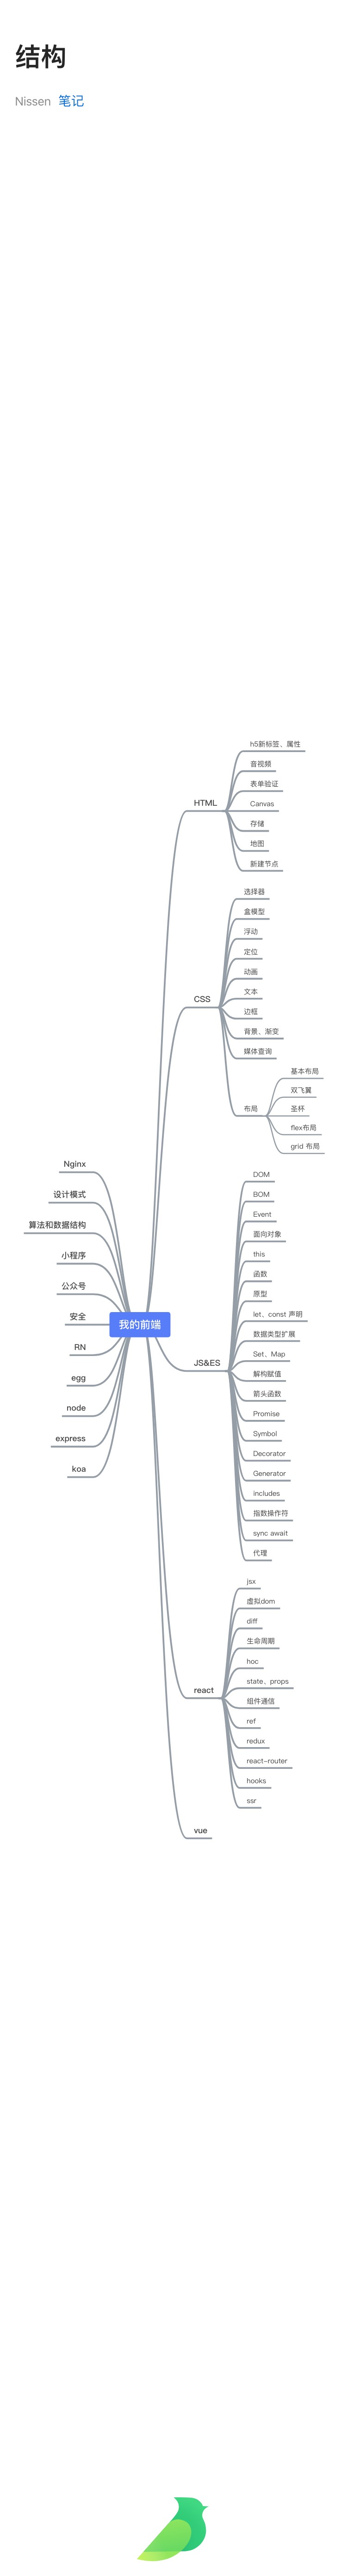 结构
Nissen 笔记
h5新标签、属性
音视频
表单验证
Canvas
存储
地图
新建节点
HTML
选择器
盒模型
浮动
定位
动画
文本
边框
背景、渐变
媒体查询
布局
基本布局
双飞翼
圣杯
flex布局
grid 布局
CSS
Nginx
设计模式
算法和数据结构
小程序
公众号
安全
RN
egg
node
express
koa
我的前端
DOM
BOM
Event
面向对象
this
函数
原型
let、const 声明
数据类型扩展
Set、Map
解构赋值
箭头函数
Promise
Symbol
Decorator
Generator
includes
指数操作符
sync await
代理
JS&ES
jsx
虚拟dom
diff
生命周期
hoc
state、props
组件通信
ref
redux
react-router
hooks
ssr
react
vue